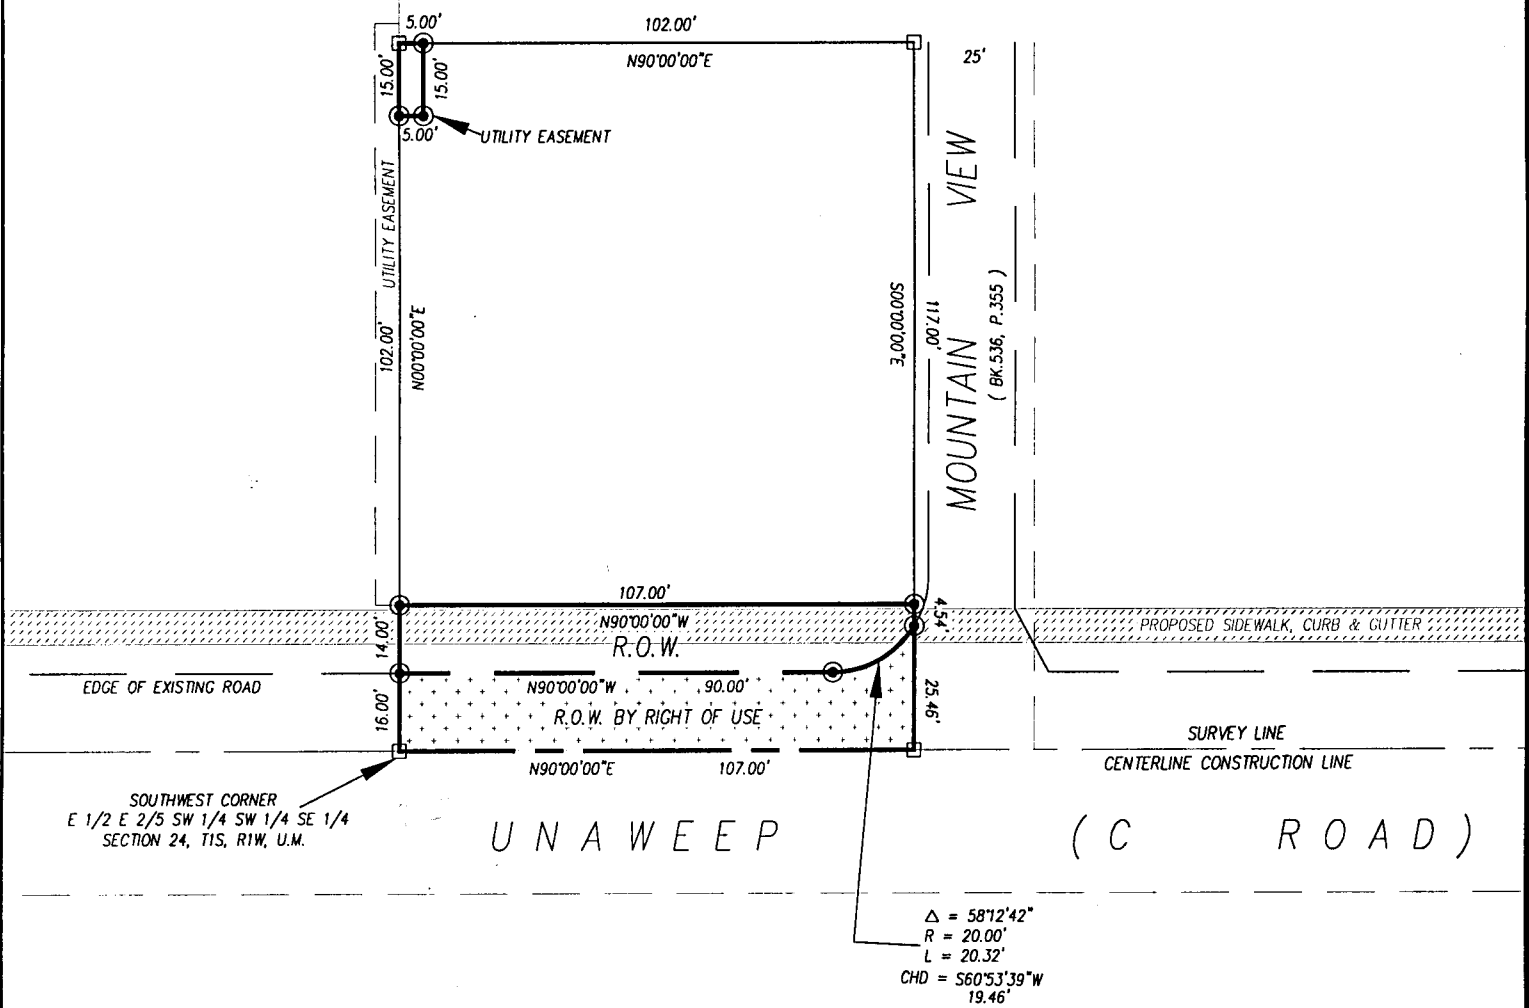 5.00'
102.00'
N90°00'00"E
25'
15.00'
15.00'
5.00'
UTILITY EASEMENT
UTILITY EASEMENT
102.00'
N00°00'00"E
S00°00'00"E
117.00'
MOUNTAIN VIEW
( BK.536, P.355 )
107.00'
N90°00'00"W
R.O.W.
14.00'
4.54'
PROPOSED SIDEWALK, CURB & GUTTER
EDGE OF EXISTING ROAD
N90°00'00"W
90.00'
16.00'
R.O.W. BY RIGHT OF USE
25.46'
SURVEY LINE
N90°00'00"E
107.00'
CENTERLINE CONSTRUCTION LINE
SOUTHWEST CORNER
E 1/2 E 2/5 SW 1/4 SW 1/4 SE 1/4
SECTION 24, T1S, R1W, U.M.
UNAWEEP (C ROAD)
Δ = 58°12'42"
R = 20.00'
L = 20.32'
CHD = S60°53'39"W
19.46'